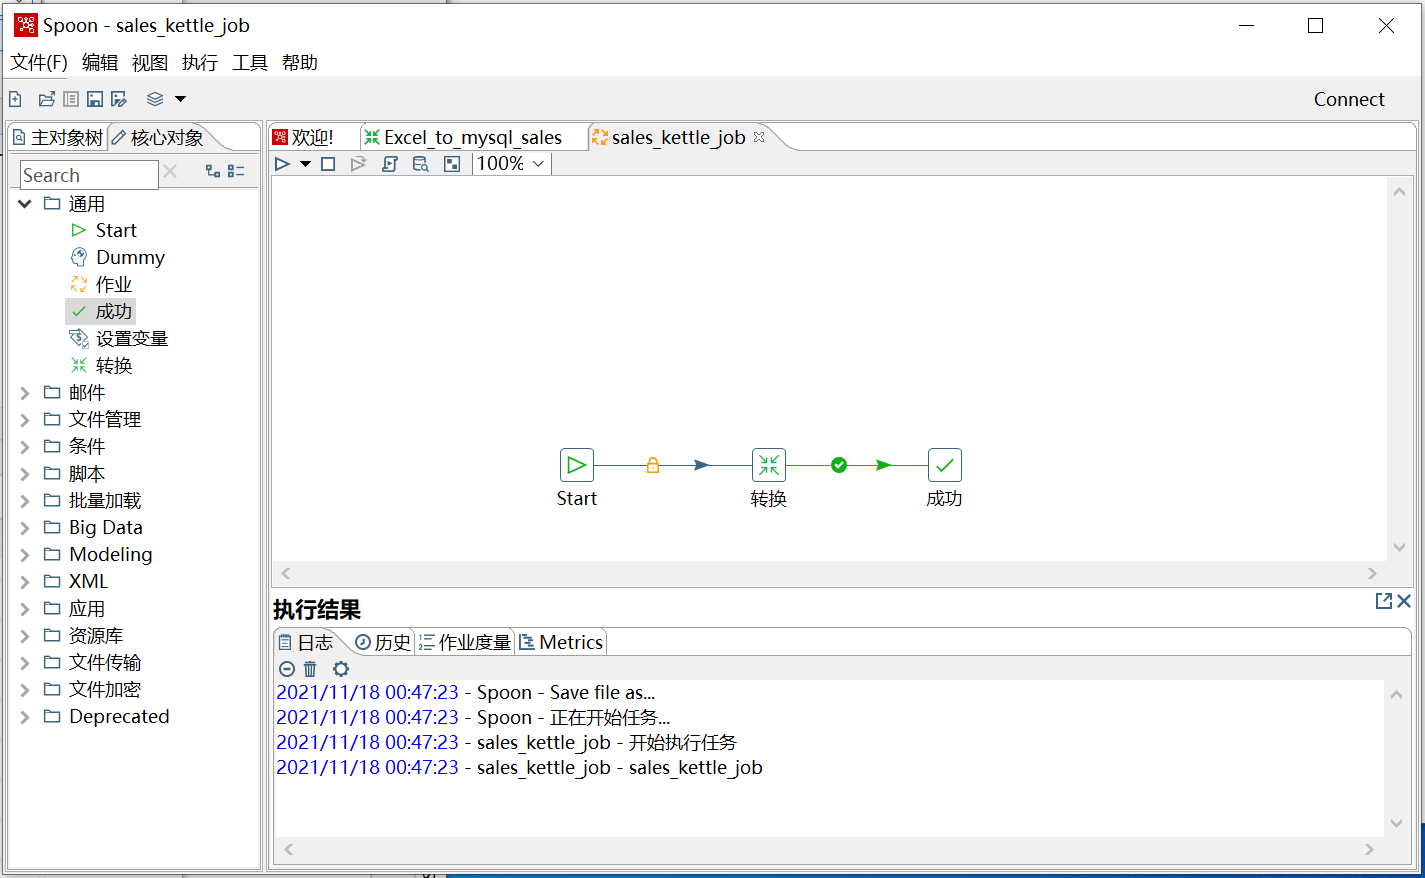 Spoon - sales_kettle_job
文件(F) 编辑 视图 执行 工具 帮助
Connect
主对象树 核心对象
Search
通用
Start
Dummy
作业
成功
设置变量
转换
邮件
文件管理
条件
脚本
批量加载
Big Data
Modeling
XML
应用
资源库
文件传输
文件加密
Deprecated
欢迎! Excel_to_mysql_sales sales_kettle_job
100%
Start 转换 成功
执行结果
日志 历史 作业度量 Metrics
2021/11/18 00:47:23 - Spoon - Save file as...
2021/11/18 00:47:23 - Spoon - 正在开始任务...
2021/11/18 00:47:23 - sales_kettle_job - 开始执行任务
2021/11/18 00:47:23 - sales_kettle_job - sales_kettle_job